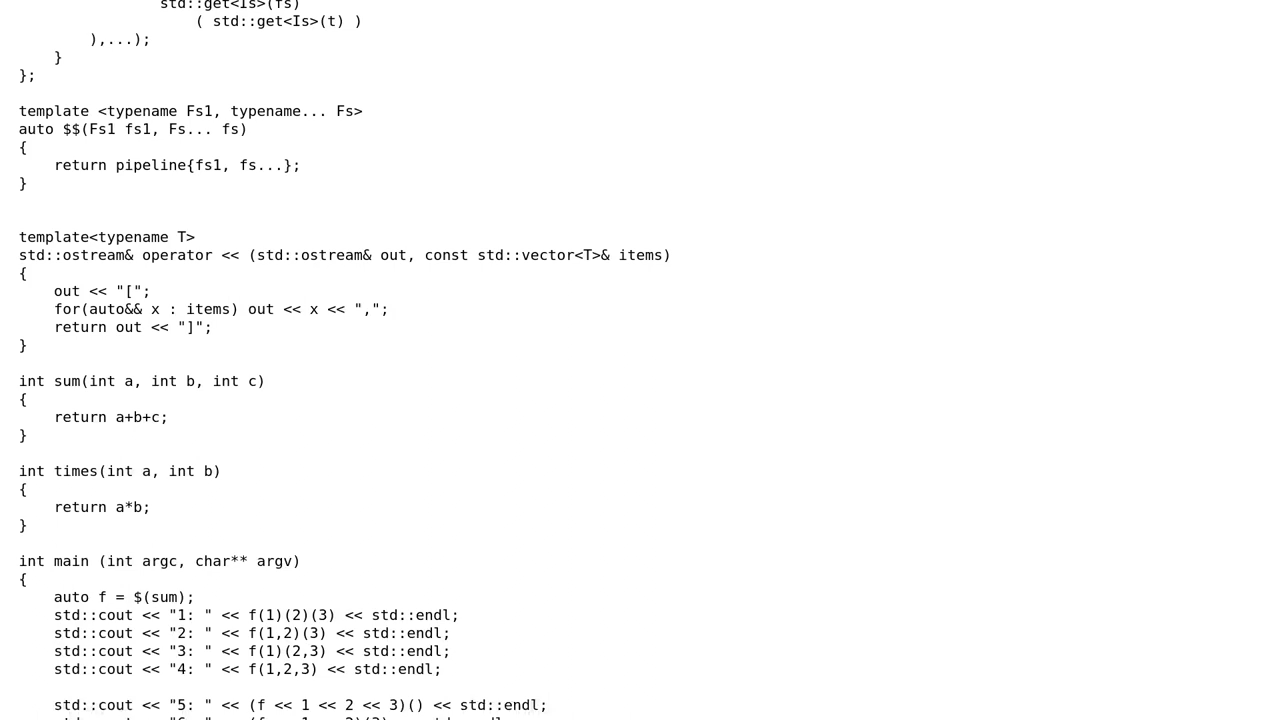 std::get<Is>(fs)
( std::get<Is>(t) )
),...);
}
};
template <typename Fs1, typename... Fs>
auto $$(Fs1 fs1, Fs... fs)
{
return pipeline{fs1, fs...};
}
template<typename T>
std::ostream& operator << (std::ostream& out, const std::vector<T>& items)
{
out << "[";
for(auto&& x : items) out << x << ",";
return out << "]";
}
int sum(int a, int b, int c)
{
return a+b+c;
}
int times(int a, int b)
{
return a*b;
}
int main (int argc, char** argv)
{
auto f = $(sum);
std::cout << "1: " << f(1)(2)(3) << std::endl;
std::cout << "2: " << f(1,2)(3) << std::endl;
std::cout << "3: " << f(1)(2,3) << std::endl;
std::cout << "4: " << f(1,2,3) << std::endl;
std::cout << "5: " << (f << 1 << 2 << 3)() << std::endl;